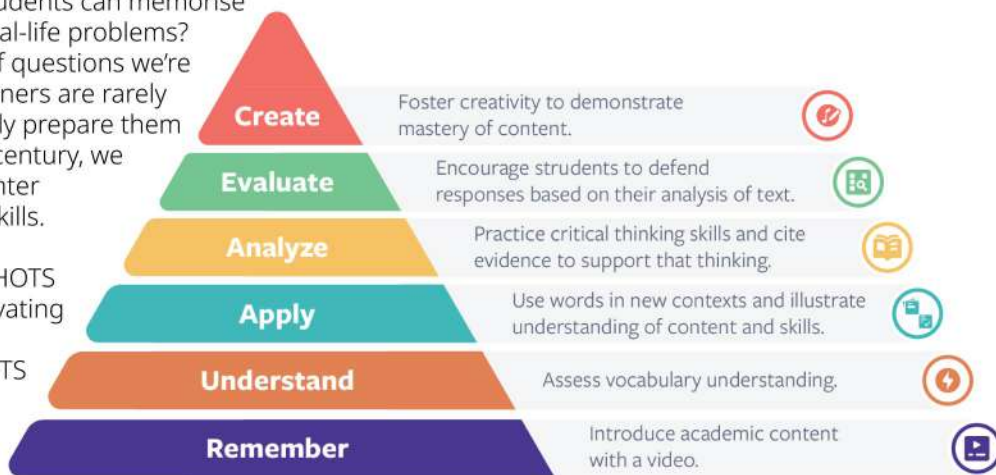 udents can memorise
al-life problems?
f questions we're
ners are rarely
ly prepare them
century, we
nter
kills.
HOTS
vating
TS
Create
Foster creativity to demonstrate
mastery of content.
Evaluate
Encourage strudents to defend
responses based on their analysis of text.
Analyze
Practice critical thinking skills and cite
evidence to support that thinking.
Apply
Use words in new contexts and illustrate
understanding of content and skills.
Understand
Assess vocabulary understanding.
Remember
Introduce academic content
with a video.